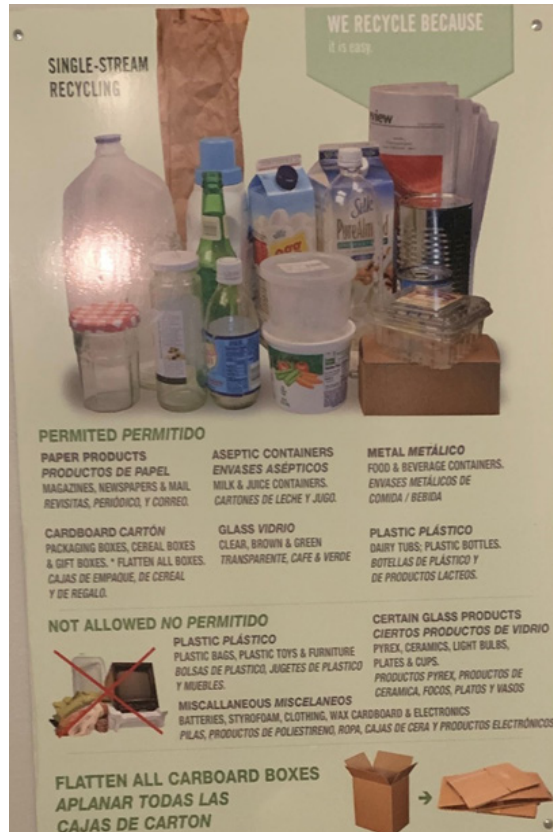 WE RECYCLE BECAUSE
it is easy.
SINGLE-STREAM
RECYCLING
view
Silk
PureAlmond
egg
PERMITED PERMITIDO
PAPER PRODUCTS
PRODUCTOS DE PAPEL
MAGAZINES, NEWSPAPERS & MAIL
REVISITAS, PERIÓDICO, Y CORREO.
ASEPTIC CONTAINERS
ENVASES ASÉPTICOS
MILK & JUICE CONTAINERS.
CARTONES DE LECHE Y JUGO.
METAL METÁLICO
FOOD & BEVERAGE CONTAINERS.
ENVASES METÁLICOS DE
COMIDA / BEBIDA
CARDBOARD CARTÓN
PACKAGING BOXES, CEREAL BOXES
& GIFT BOXES. * FLATTEN ALL BOXES.
CAJAS DE EMPAQUE, DE CEREAL
Y DE REGALO.
GLASS VIDRIO
CLEAR, BROWN & GREEN
TRANSPARENTE, CAFE & VERDE
PLASTIC PLÁSTICO
DAIRY TUBS; PLASTIC BOTTLES.
BOTELLAS DE PLÁSTICO Y
DE PRODUCTOS LACTEOS.
NOT ALLOWED NO PERMITIDO
PLASTIC PLÁSTICO
PLASTIC BAGS, PLASTIC TOYS & FURNITURE
BOLSAS DE PLASTICO, JUGETES DE PLASTICO
Y MUEBLES.
CERTAIN GLASS PRODUCTS
CIERTOS PRODUCTOS DE VIDRIO
PYREX, CERAMICS, LIGHT BULBS,
PLATES & CUPS.
PRODUCTOS PYREX, PRODUCTOS DE
CERAMICA, FOCOS, PLATOS Y VASOS
MISCALLANEOUS MISCELANEOS
BATTERIES, STYROFOAM, CLOTHING, WAX CARDBOARD & ELECTRONICS
PILAS, PRODUCTOS DE POLIESTIRENO, ROPA, CAJAS DE CERA Y PRODUCTOS ELECTRÓNICOS
FLATTEN ALL CARBOARD BOXES
APLANAR TODAS LAS
CAJAS DE CARTON